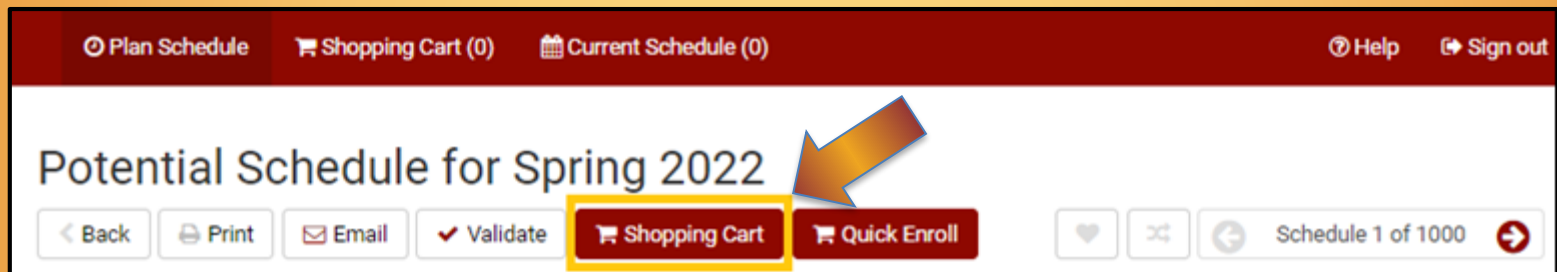 Plan Schedule Shopping Cart (0) Current Schedule (0) Help Sign out
Potential Schedule for Spring 2022
Back Print Email Validate Shopping Cart Quick Enroll Schedule 1 of 1000